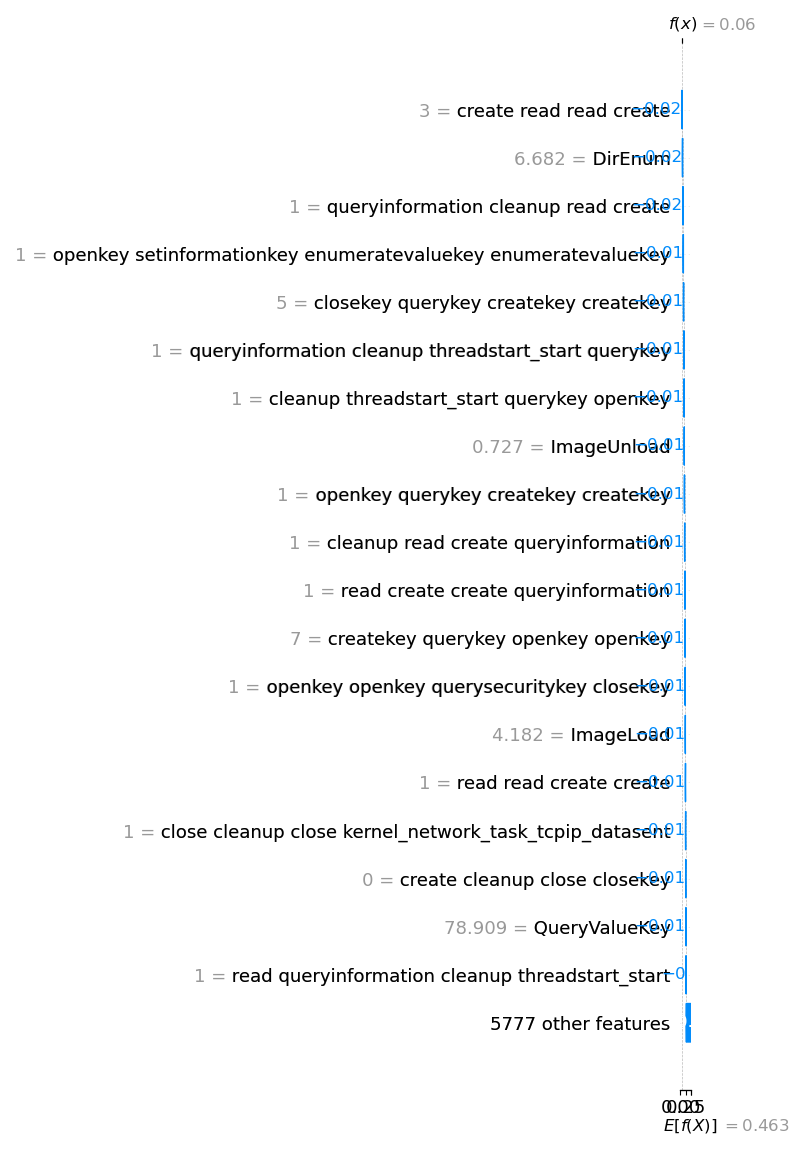 f(x) = 0.06
3 = create read read create −0.02
6.682 = DirEnum −0.02
1 = queryinformation cleanup read create −0.02
1 = openkey setinformationkey enumeratevaluekey enumeratevaluekey −0.01
5 = closekey querykey createkey createkey −0.01
1 = queryinformation cleanup threadstart_start querykey −0.01
1 = cleanup threadstart_start querykey openkey −0.01
0.727 = ImageUnload −0.01
1 = openkey querykey createkey createkey −0.01
1 = cleanup read create queryinformation −0.01
1 = read create create queryinformation −0.01
7 = createkey querykey openkey openkey −0.01
1 = openkey openkey querysecuritykey closekey −0.01
4.182 = ImageLoad −0.01
1 = read read create create −0.01
1 = close cleanup close kernel_network_task_tcpip_datasent −0.01
0 = create cleanup close closekey −0.01
78.909 = QueryValueKey −0.01
1 = read queryinformation cleanup threadstart_start −0
5777 other features
0.00 0.25
E[f(X)] = 0.463